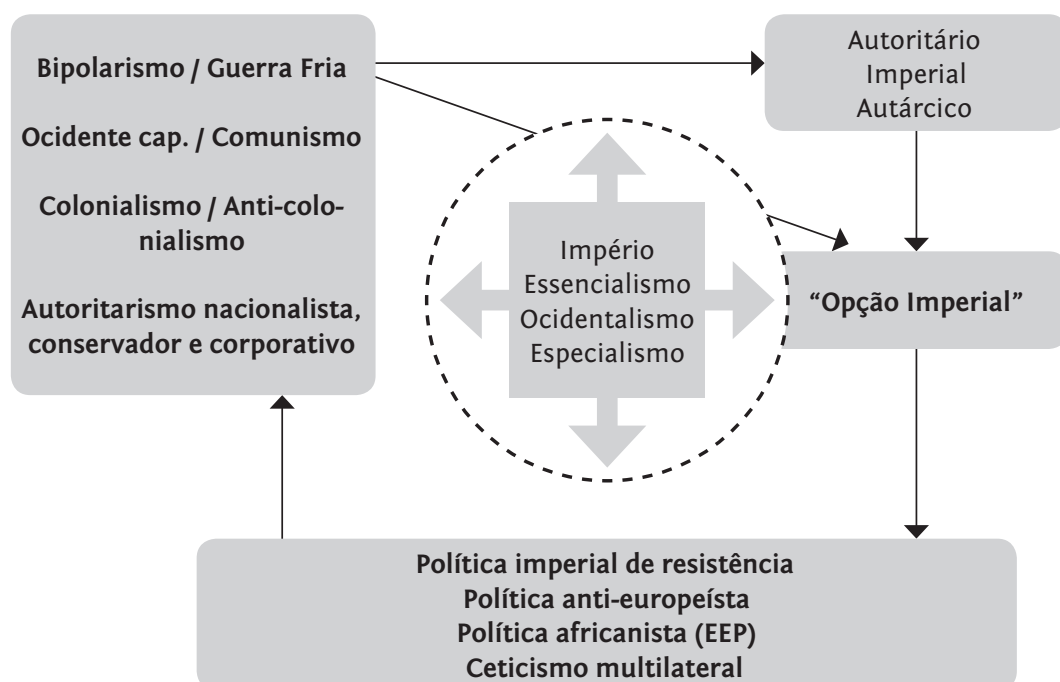 Bipolarismo / Guerra Fria
Ocidente cap. / Comunismo
Colonialismo / Anti-colo-
nialismo
Autoritarismo nacionalista,
conservador e corporativo
Autoritário
Imperial
Autárcico
Império
Essencialismo
Ocidentalismo
Especialismo
“Opção Imperial”
Política imperial de resistência
Política anti-europeísta
Política africanista (EEP)
Ceticismo multilateral